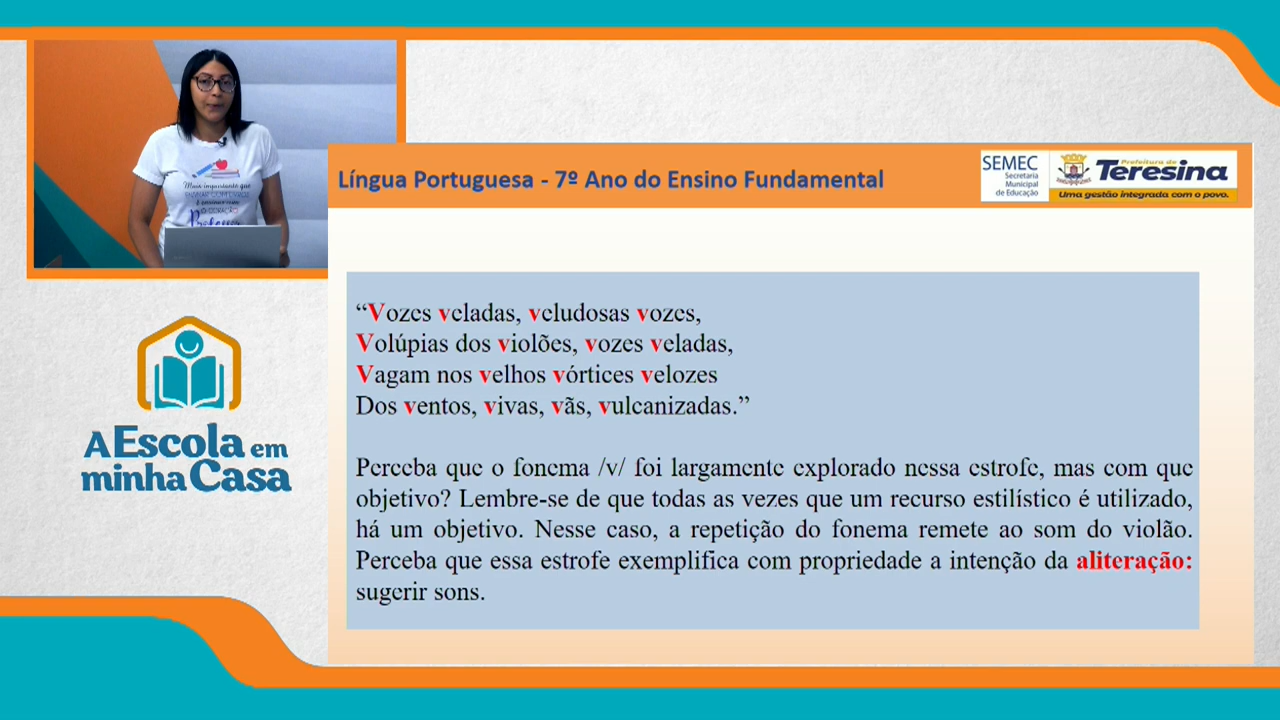 Mais importante que
Língua Portuguesa - 7º Ano do Ensino Fundamental
SEMEC
Secretaria
Municipal
de Educação
Prefeitura de
Teresina
Uma gestão integrada com o povo.
“Vozes veladas, veludosas vozes,
Volúpias dos violões, vozes veladas,
Vagam nos velhos vórtices velozes
Dos ventos, vivas, vãs, vulcanizadas.”
Perceba que o fonema /v/ foi largamente explorado nessa estrofe, mas com que
objetivo? Lembre-se de que todas as vezes que um recurso estilístico é utilizado,
há um objetivo. Nesse caso, a repetição do fonema remete ao som do violão.
Perceba que essa estrofe exemplifica com propriedade a intenção da aliteração:
sugerir sons.
A Escola em
minha Casa